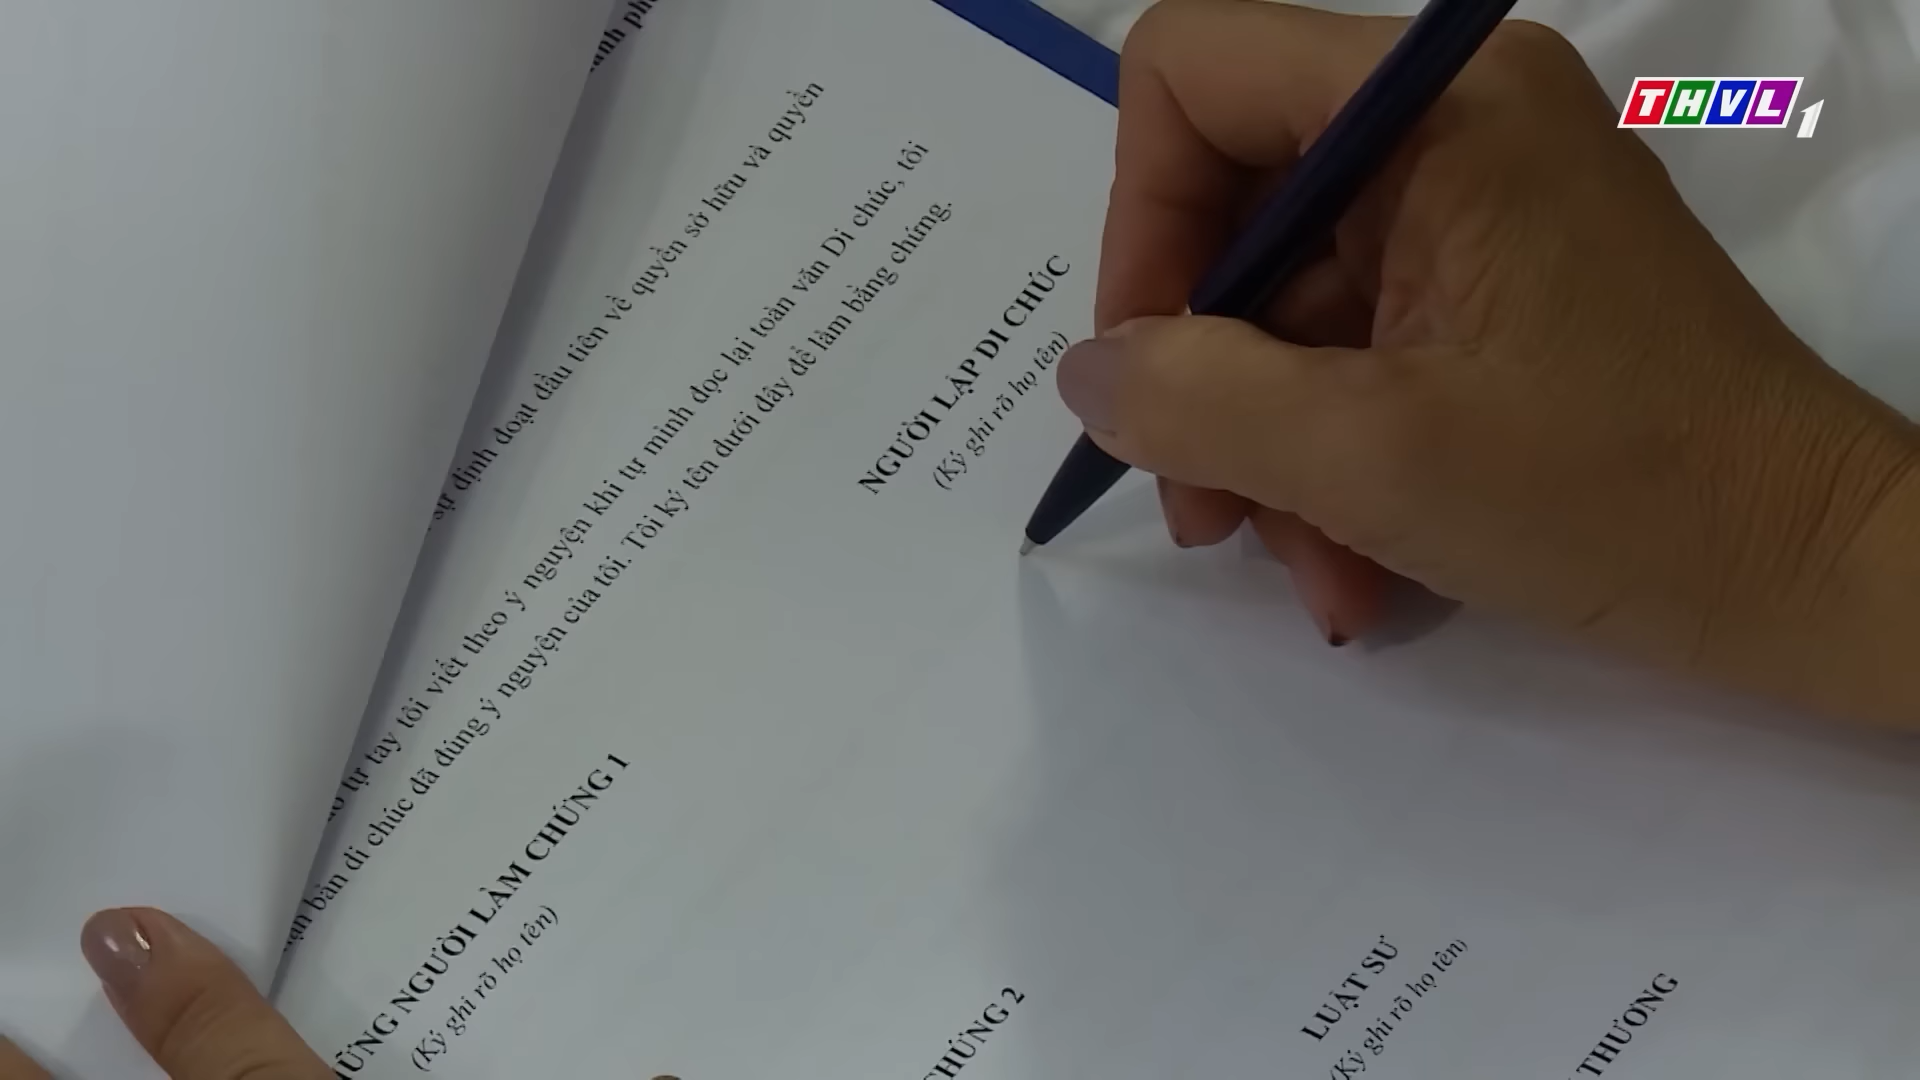 THVL1
sự định đoạt đầu tiên về quyền sở hữu và quyền
tự tay tôi viết theo ý nguyện khi tự mình đọc lại toàn văn Di chúc, tôi
bản di chúc đã đúng ý nguyện của tôi. Tôi ký tên dưới đây để làm bằng chứng.
NGƯỜI LẬP DI CHÚC
(Ký ghi rõ họ tên)
NGƯỜI LÀM CHỨNG 1
(Ký ghi rõ họ tên)
CHỨNG 2
LUẬT SƯ
(Ký ghi rõ họ tên)
THƯƠNG